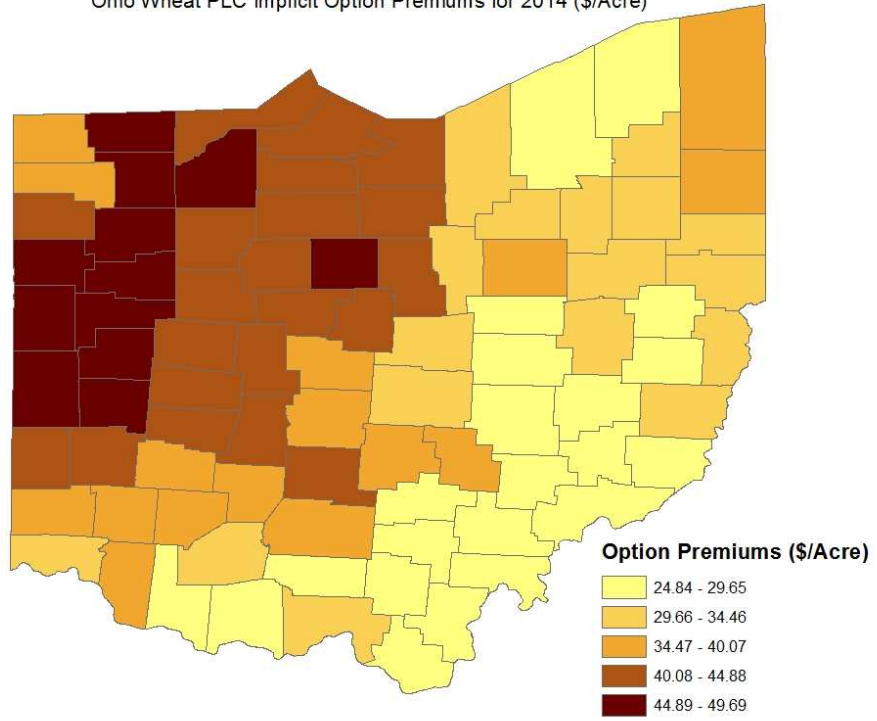 Ohio Wheat PLC Implicit Option Premiums for 2014 ($/Acre)
Option Premiums ($/Acre)
24.84 - 29.65
29.66 - 34.46
34.47 - 40.07
40.08 - 44.88
44.89 - 49.69